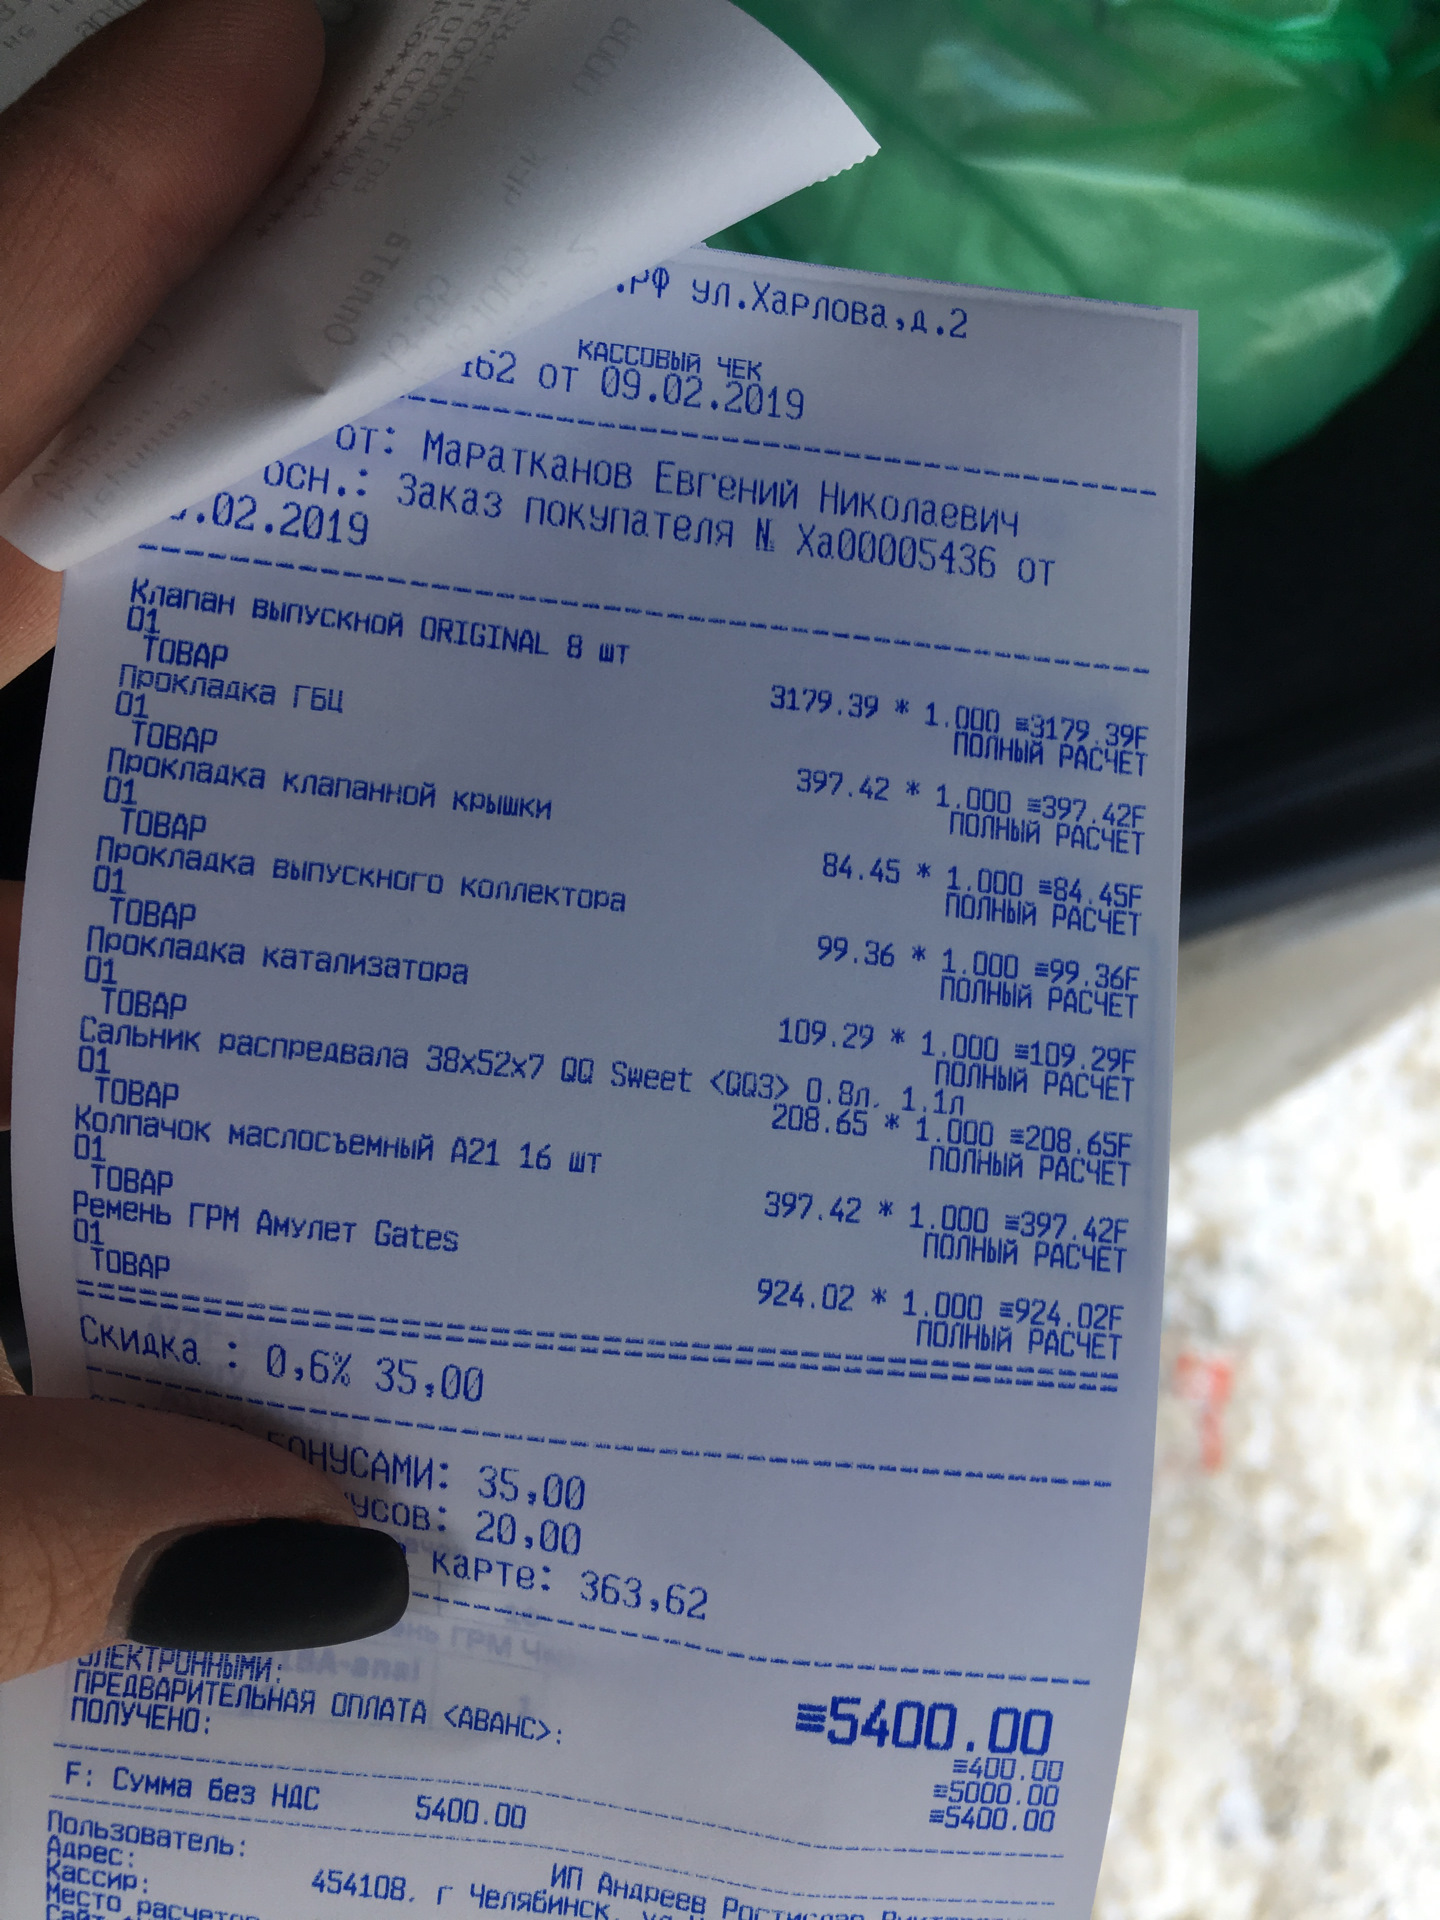 .РФ ул.Харлова,д.2
КАССОВЫЙ ЧЕК
162 от 09.02.2019
от: Маратканов Евгений Николаевич
осн.: Заказ покупателя № Ха00005436 от
.02.2019
Клапан выпускной ORIGINAL 8 шт
01
3179.39 * 1.000 ≡3179.39F
ТОВАР ПОЛНЫЙ РАСЧЕТ
Прокладка ГБЦ
01
397.42 * 1.000 ≡397.42F
ТОВАР ПОЛНЫЙ РАСЧЕТ
Прокладка клапанной крышки
01
84.45 * 1.000 ≡84.45F
ТОВАР ПОЛНЫЙ РАСЧЕТ
Прокладка выпускного коллектора
01
99.36 * 1.000 ≡99.36F
ТОВАР ПОЛНЫЙ РАСЧЕТ
Прокладка катализатора
01
109.29 * 1.000 ≡109.29F
ТОВАР ПОЛНЫЙ РАСЧЕТ
Сальник распредвала 38х52х7 QQ Sweet <QQ3> 0.8л, 1.1л
01
208.65 * 1.000 ≡208.65F
ТОВАР ПОЛНЫЙ РАСЧЕТ
Колпачок маслосъемный А21 16 шт
01
397.42 * 1.000 ≡397.42F
ТОВАР ПОЛНЫЙ РАСЧЕТ
Ремень ГРМ Амулет Gates
01
924.02 * 1.000 ≡924.02F
ТОВАР ПОЛНЫЙ РАСЧЕТ
Скидка : 0,6% 35,00
БОНУСАМИ: 35,00
УСОВ: 20,00
карте: 363,62
≡5400.00
ЭЛЕКТРОННЫМИ: ≡400.00
ПРЕДВАРИТЕЛЬНАЯ ОПЛАТА <АВАНС>: ≡5000.00
ПОЛУЧЕНО: ≡5400.00
F: Сумма без НДС 5400.00
Пользователь: ИП Андреев Ростислав
Адрес: 454108, г Челябинск,
Кассир:
Место расчетов